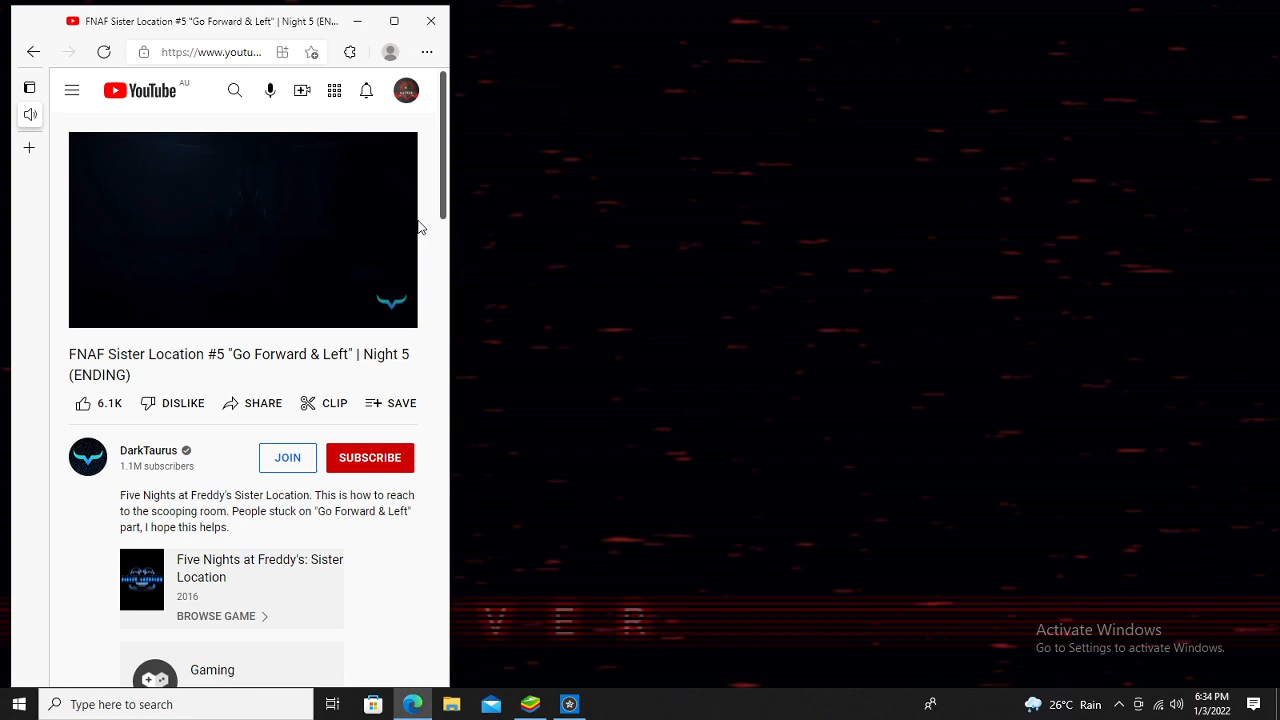 FNAF Sister Location #5 "Go Forward & Left" | Night 5 (EN...
https://www.youtu...
YouTube AU
FNAF Sister Location #5 "Go Forward & Left" | Night 5
(ENDING)
6.1K DISLIKE SHARE CLIP SAVE
DarkTaurus
1.1M subscribers
JOIN SUBSCRIBE
Five Nights at Freddy's Sister Location. This is how to reach
to the scooping room. People stuck on "Go Forward & Left"
part, I hope this helps.
Five Nights at Freddy's: Sister
Location
2016
BROWSE GAME
Gaming
V E R
Activate Windows
Go to Settings to activate Windows.
Type here to search
26°C Rain
6:34 PM
1/3/2022